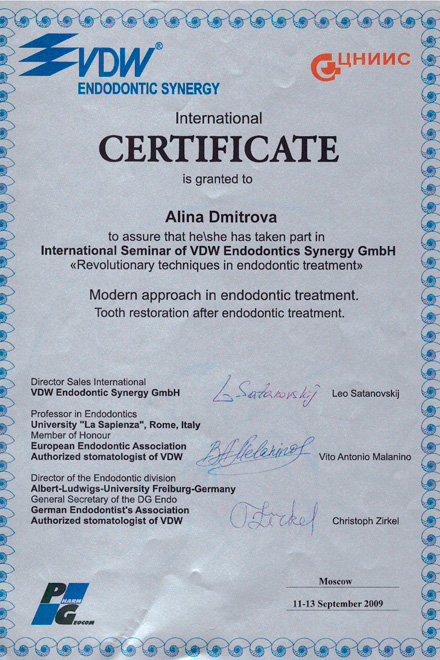 VDW®
ENDODONTIC SYNERGY
ЦНИИС
International
CERTIFICATE
is granted to
Alina Dmitrova
to assure that he\she has taken part in
International Seminar of VDW Endodontics Synergy GmbH
«Revolutionary techniques in endodontic treatment»
Modern approach in endodontic treatment.
Tooth restoration after endodontic treatment.
Director Sales International
VDW Endodontic Synergy GmbH
L Satanovskij
Leo Satanovskij
Professor in Endodontics
University "La Sapienza", Rome, Italy
Member of Honour
European Endodontic Association
Authorized stomatologist of VDW
Vito Antonio Malanino
Director of the Endodontic division
Albert-Ludwigs-University Freiburg-Germany
General Secretary of the DG Endo
German Endodontist's Association
Authorized stomatologist of VDW
Zirkel
Christoph Zirkel
PHARM
GEOCOM
Moscow
11-13 September 2009